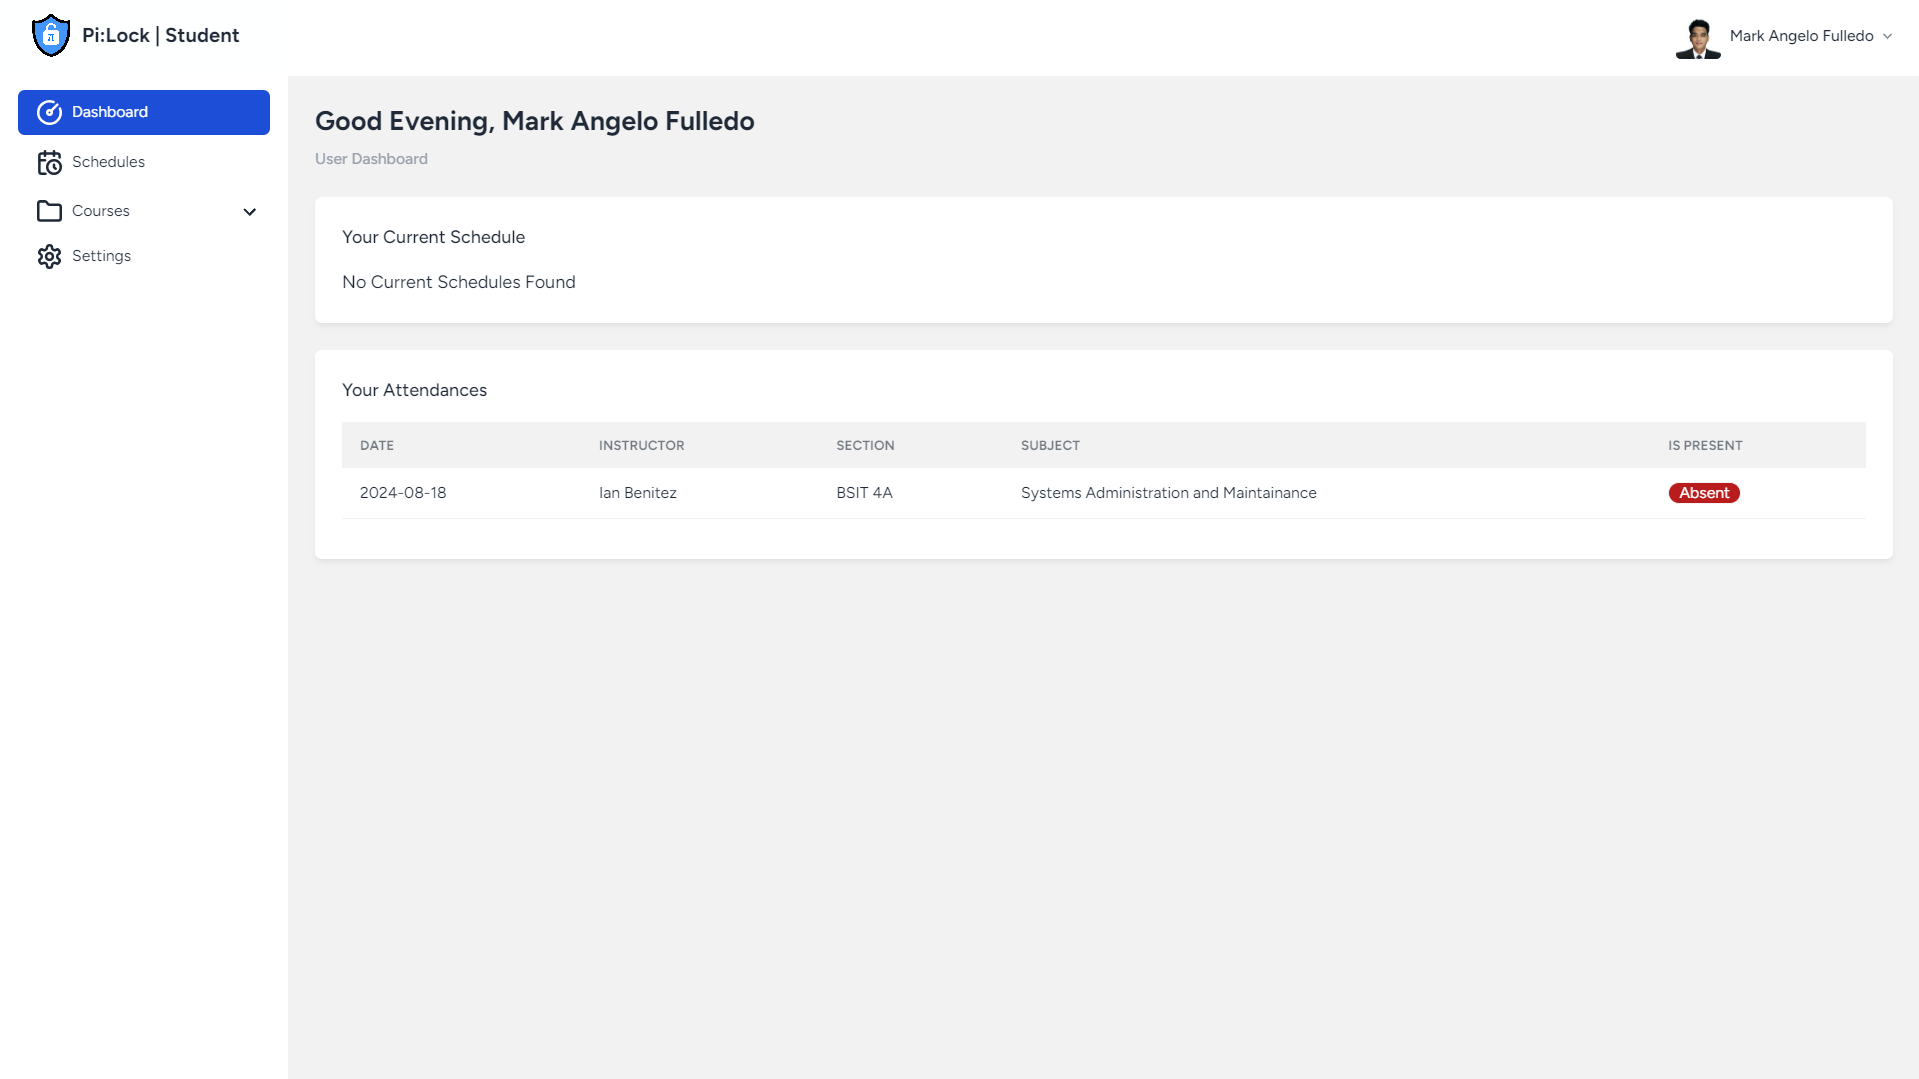 Pi:Lock | Student
Mark Angelo Fulledo
Dashboard
Schedules
Courses
Settings
Good Evening, Mark Angelo Fulledo
User Dashboard
Your Current Schedule
No Current Schedules Found
Your Attendances
DATE INSTRUCTOR SECTION SUBJECT IS PRESENT
2024-08-18 Ian Benitez BSIT 4A Systems Administration and Maintainance Absent